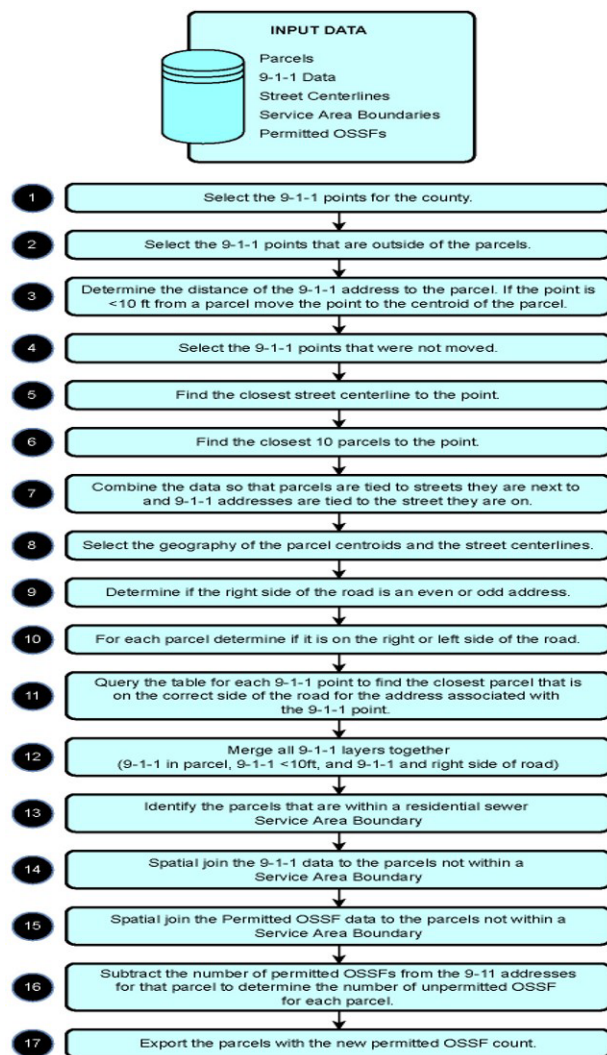 INPUT DATA
Parcels
9-1-1 Data
Street Centerlines
Service Area Boundaries
Permitted OSSFs
1
Select the 9-1-1 points for the county.
2
Select the 9-1-1 points that are outside of the parcels.
3
Determine the distance of the 9-1-1 address to the parcel. If the point is
<10 ft from a parcel move the point to the centroid of the parcel.
4
Select the 9-1-1 points that were not moved.
5
Find the closest street centerline to the point.
6
Find the closest 10 parcels to the point.
7
Combine the data so that parcels are tied to streets they are next to
and 9-1-1 addresses are tied to the street they are on.
8
Select the geography of the parcel centroids and the street centerlines.
9
Determine if the right side of the road is an even or odd address.
10
For each parcel determine if it is on the right or left side of the road.
11
Query the table for each 9-1-1 point to find the closest parcel that is
on the correct side of the road for the address associated with
the 9-1-1 point.
12
Merge all 9-1-1 layers together
(9-1-1 in parcel, 9-1-1 <10ft, and 9-1-1 and right side of road)
13
Identify the parcels that are within a residential sewer
Service Area Boundary
14
Spatial join the 9-1-1 data to the parcels not within a
Service Area Boundary
15
Spatial join the Permitted OSSF data to the parcels not within a
Service Area Boundary
16
Subtract the number of permitted OSSFs from the 9-11 addresses
for that parcel to determine the number of unpermitted OSSF
for each parcel.
17
Export the parcels with the new permitted OSSF count.